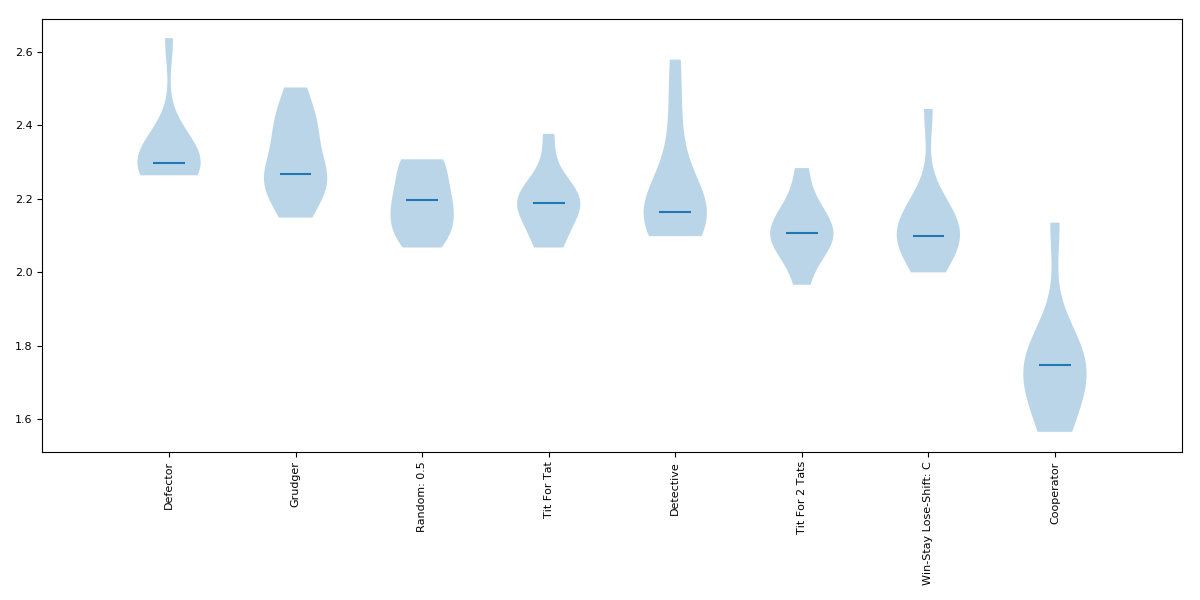 2.6
2.4
2.2
2.0
1.8
1.6
Defector
Grudger
Random: 0.5
Tit For Tat
Detective
Tit For 2 Tats
Win-Stay Lose-Shift: C
Cooperator